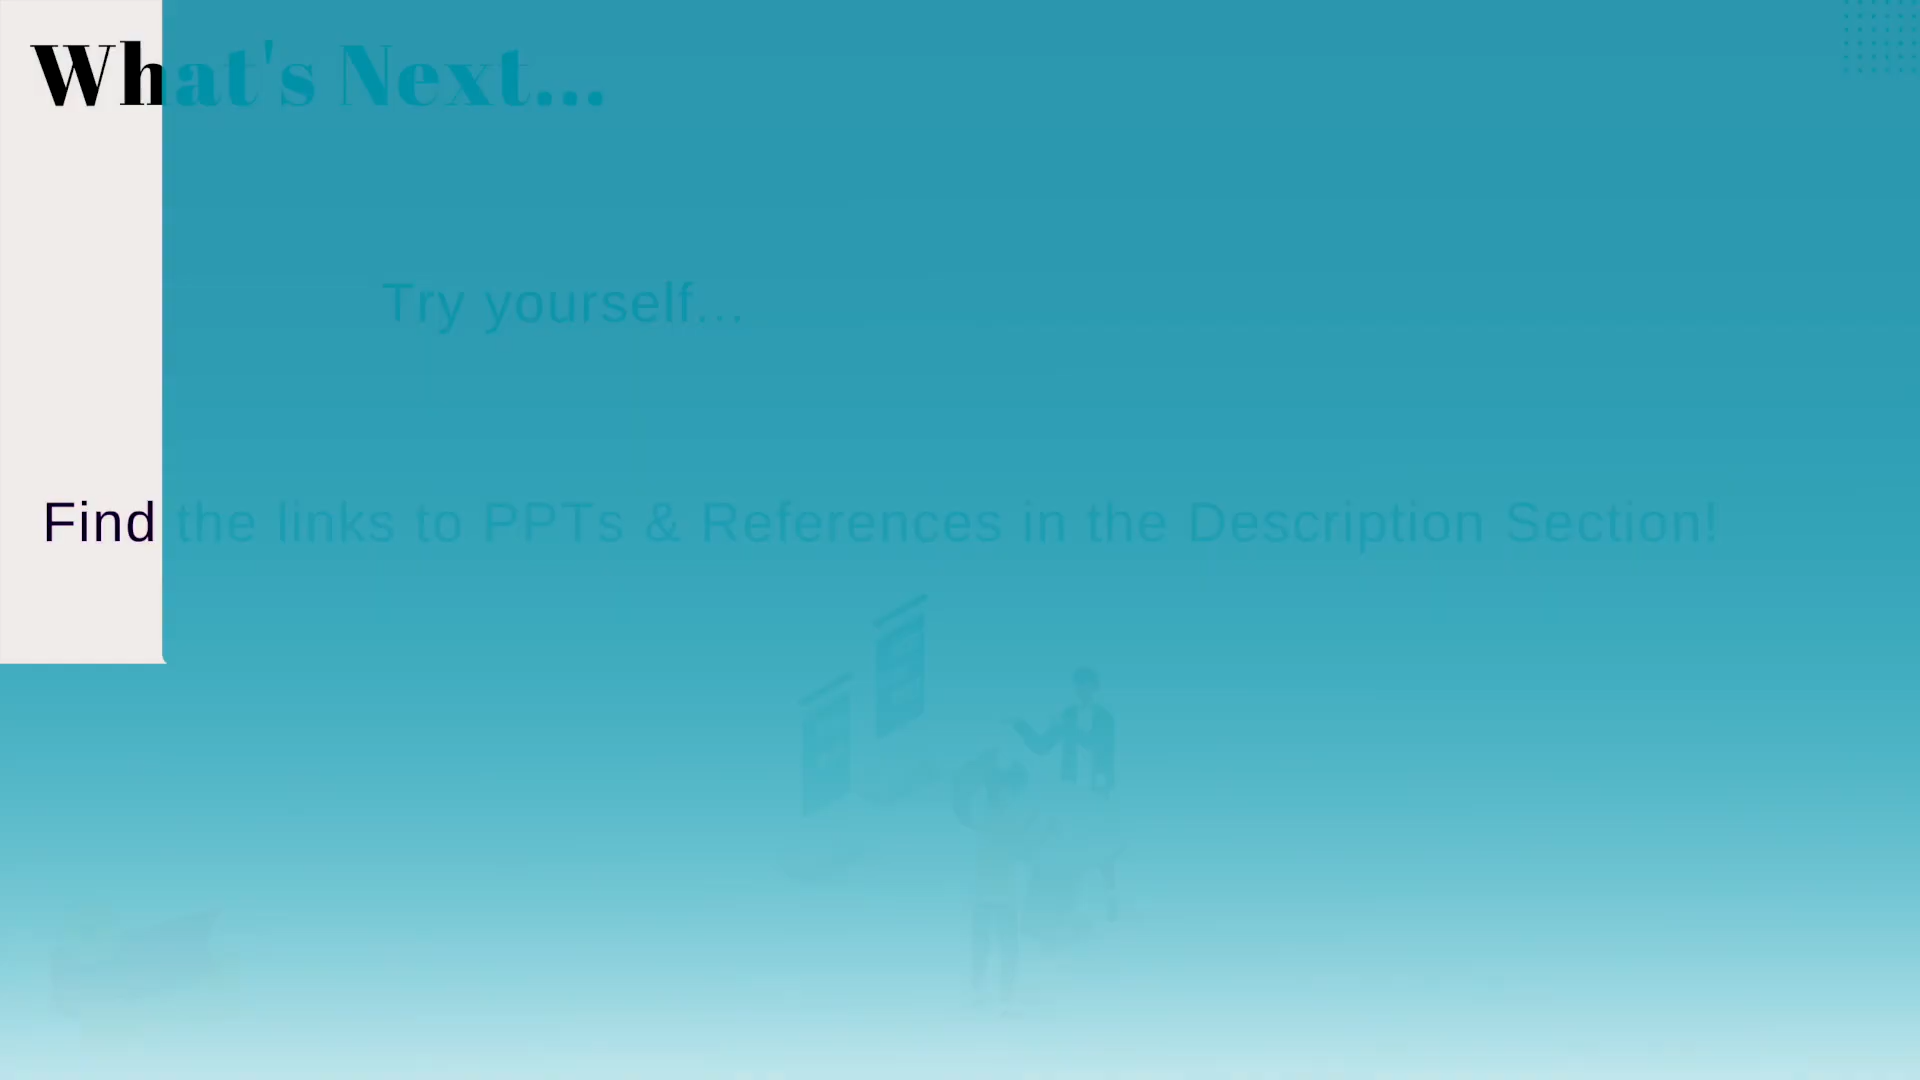 What's Next...
Try yourself...
Find the links to PPTs & References in the Description Section!